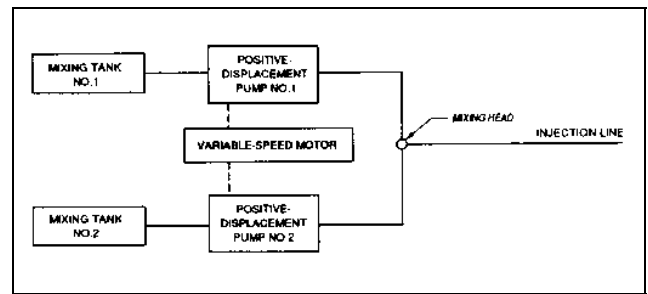 MIXING TANK
NO.1
POSITIVE-
DISPLACEMENT
PUMP NO.1
MIXING HEAD
INJECTION LINE
VARIABLE-SPEED MOTOR
MIXING TANK
NO.2
POSITIVE-
DISPLACEMENT
PUMP NO 2